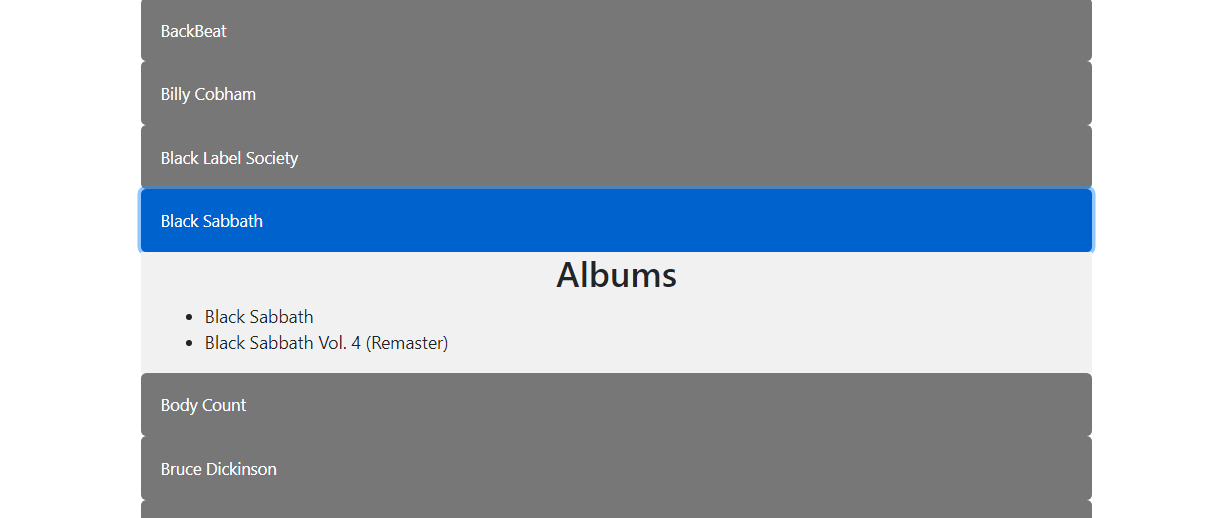 BackBeat
Billy Cobham
Black Label Society
Black Sabbath
Albums
Black Sabbath
Black Sabbath Vol. 4 (Remaster)
Body Count
Bruce Dickinson